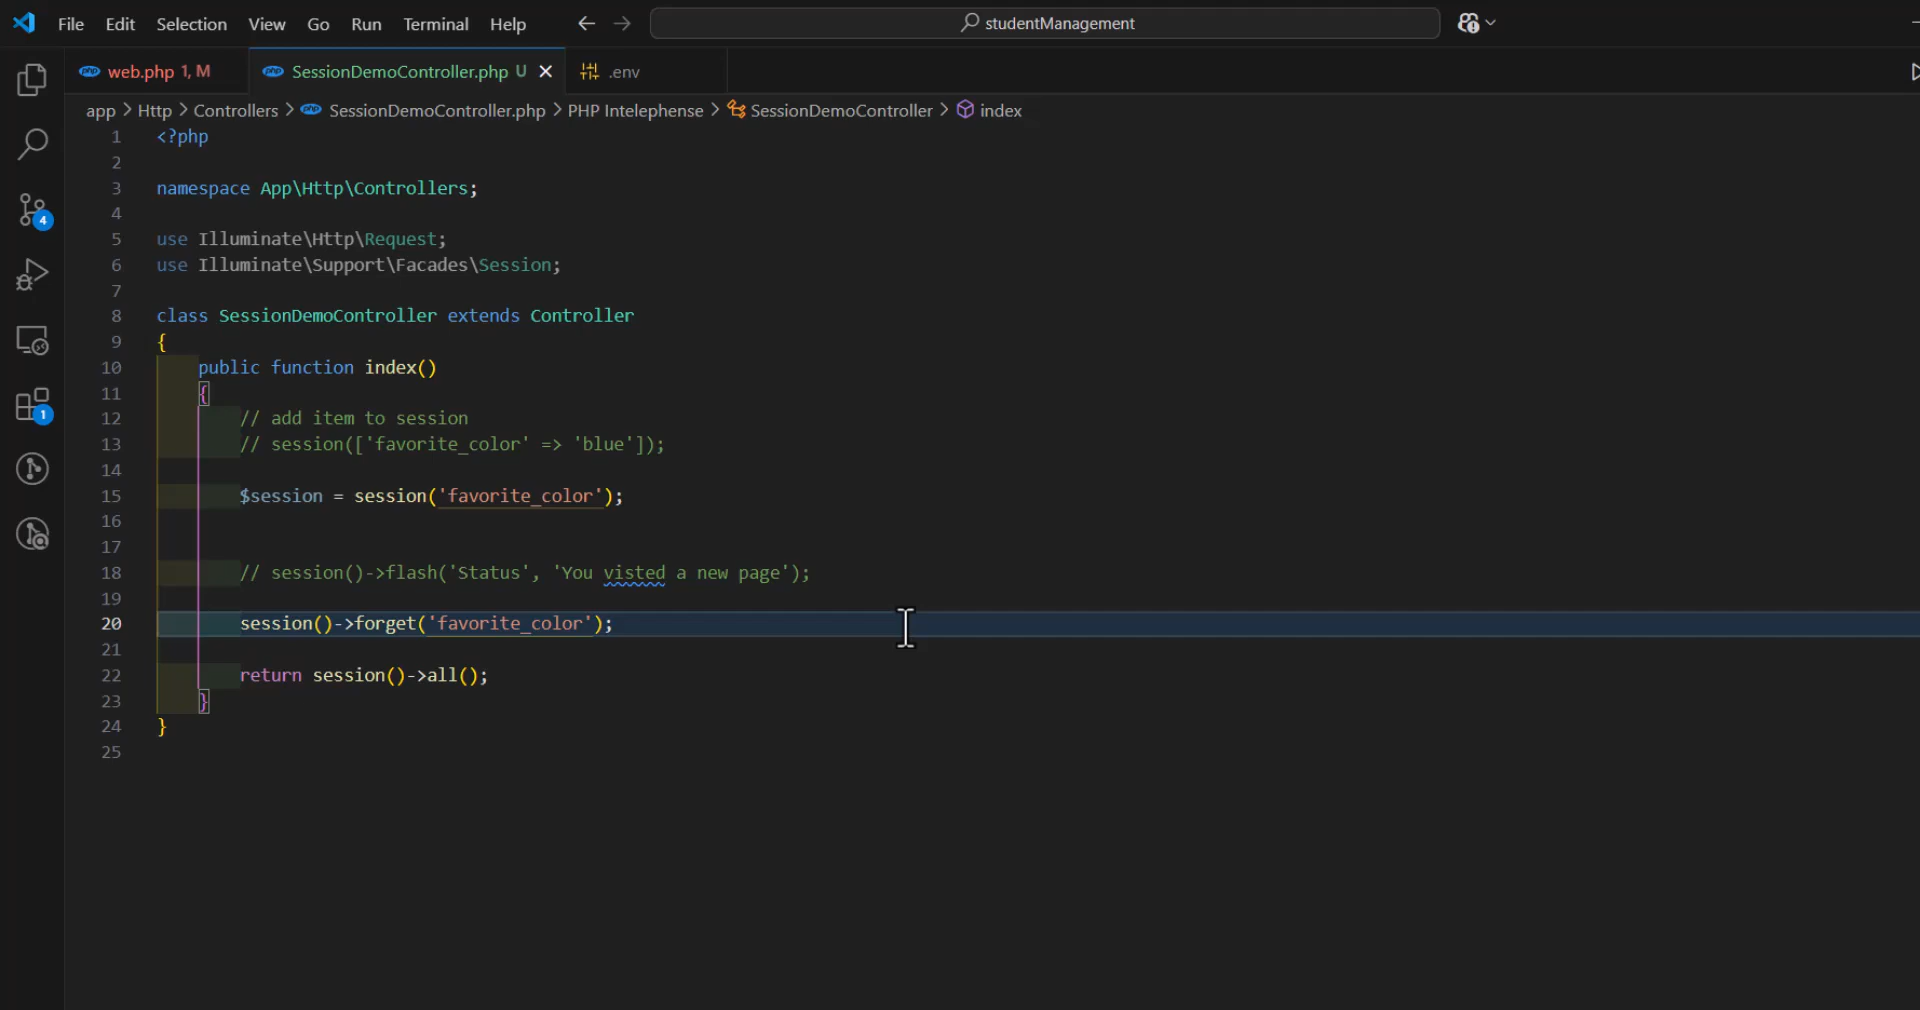 File Edit Selection View Go Run Terminal Help studentManagement
web.php 1, M SessionDemoController.php U .env
app > Http > Controllers > SessionDemoController.php > PHP Intelephense > SessionDemoController > index
1 <?php
2
3 namespace App\Http\Controllers;
4
5 use Illuminate\Http\Request;
6 use Illuminate\Support\Facades\Session;
7
8 class SessionDemoController extends Controller
9 {
10 public function index()
11 {
12 // add item to session
13 // session(['favorite_color' => 'blue']);
14
15 $session = session('favorite_color');
16
17
18 // session()->flash('Status', 'You visted a new page');
19
20 session()->forget('favorite_color');
21
22 return session()->all();
23 }
24 }
25
4
1